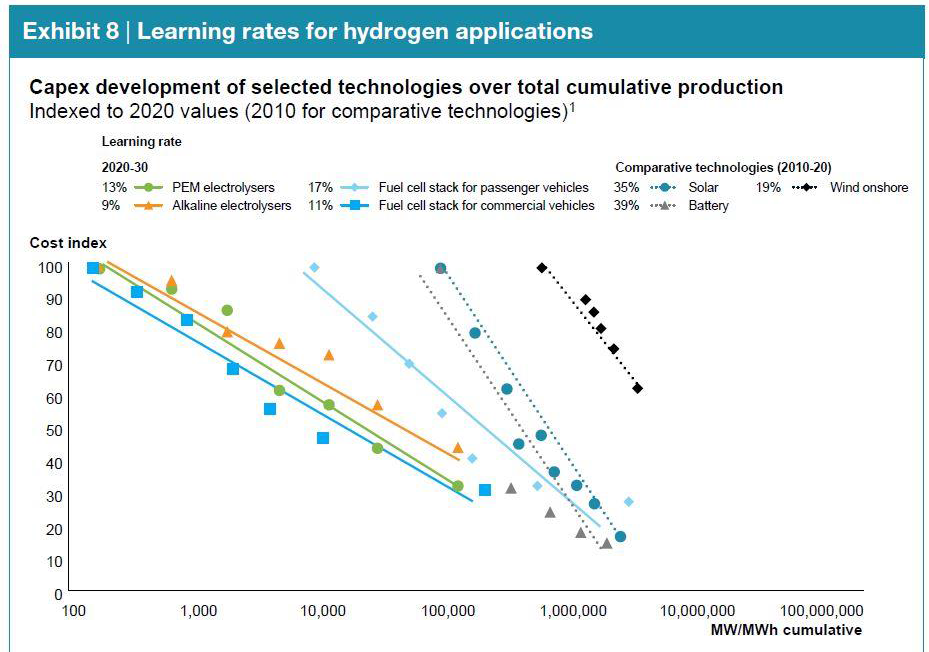 Exhibit 8 | Learning rates for hydrogen applications
Capex development of selected technologies over total cumulative production
Indexed to 2020 values (2010 for comparative technologies)1
Learning rate
2020-30
Comparative technologies (2010-20)
13% PEM electrolysers 17% Fuel cell stack for passenger vehicles 35% Solar 19% Wind onshore
9% Alkaline electrolysers 11% Fuel cell stack for commercial vehicles 39% Battery
Cost index
100
90
80
70
60
50
40
30
20
10
0
100 1,000 10,000 100,000 1,000,000 10,000,000 100,000,000
MW/MWh cumulative